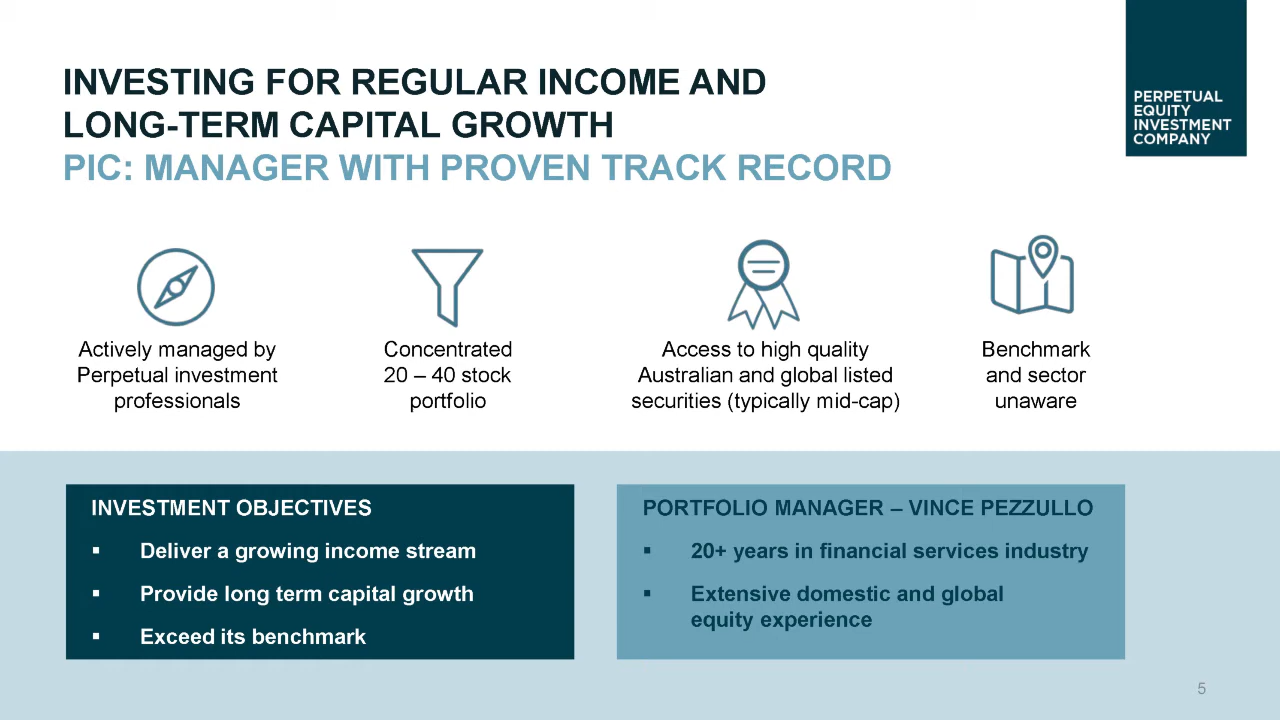 INVESTING FOR REGULAR INCOME AND
LONG-TERM CAPITAL GROWTH
PIC: MANAGER WITH PROVEN TRACK RECORD
PERPETUAL
EQUITY
INVESTMENT
COMPANY
Actively managed by
Perpetual investment
professionals
Concentrated
20 – 40 stock
portfolio
Access to high quality
Australian and global listed
securities (typically mid-cap)
Benchmark
and sector
unaware
INVESTMENT OBJECTIVES
▪ Deliver a growing income stream
▪ Provide long term capital growth
▪ Exceed its benchmark
PORTFOLIO MANAGER – VINCE PEZZULLO
▪ 20+ years in financial services industry
▪ Extensive domestic and global
equity experience
5